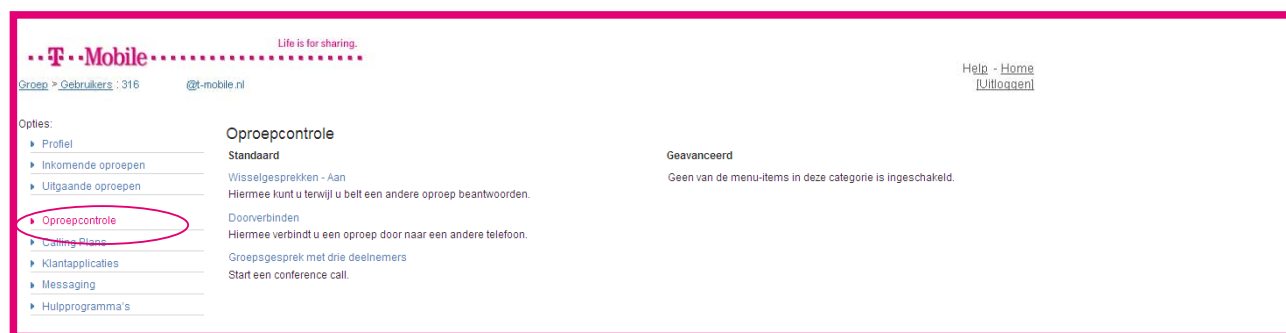 Life is for sharing.
T Mobile
Help - Home
Groep > Gebruikers : 316 @t-mobile.nl
[Uitloggen]
Opties:
Profiel
Inkomende oproepen
Uitgaande oproepen
Oproepcontrole
Calling Plans
Klantapplicaties
Messaging
Hulpprogramma's
Oproepcontrole
Standaard
Wisselgesprekken - Aan
Hiermee kunt u terwijl u belt een andere oproep beantwoorden.
Doorverbinden
Hiermee verbindt u een oproep door naar een andere telefoon.
Groepsgesprek met drie deelnemers
Start een conference call.
Geavanceerd
Geen van de menu-items in deze categorie is ingeschakeld.